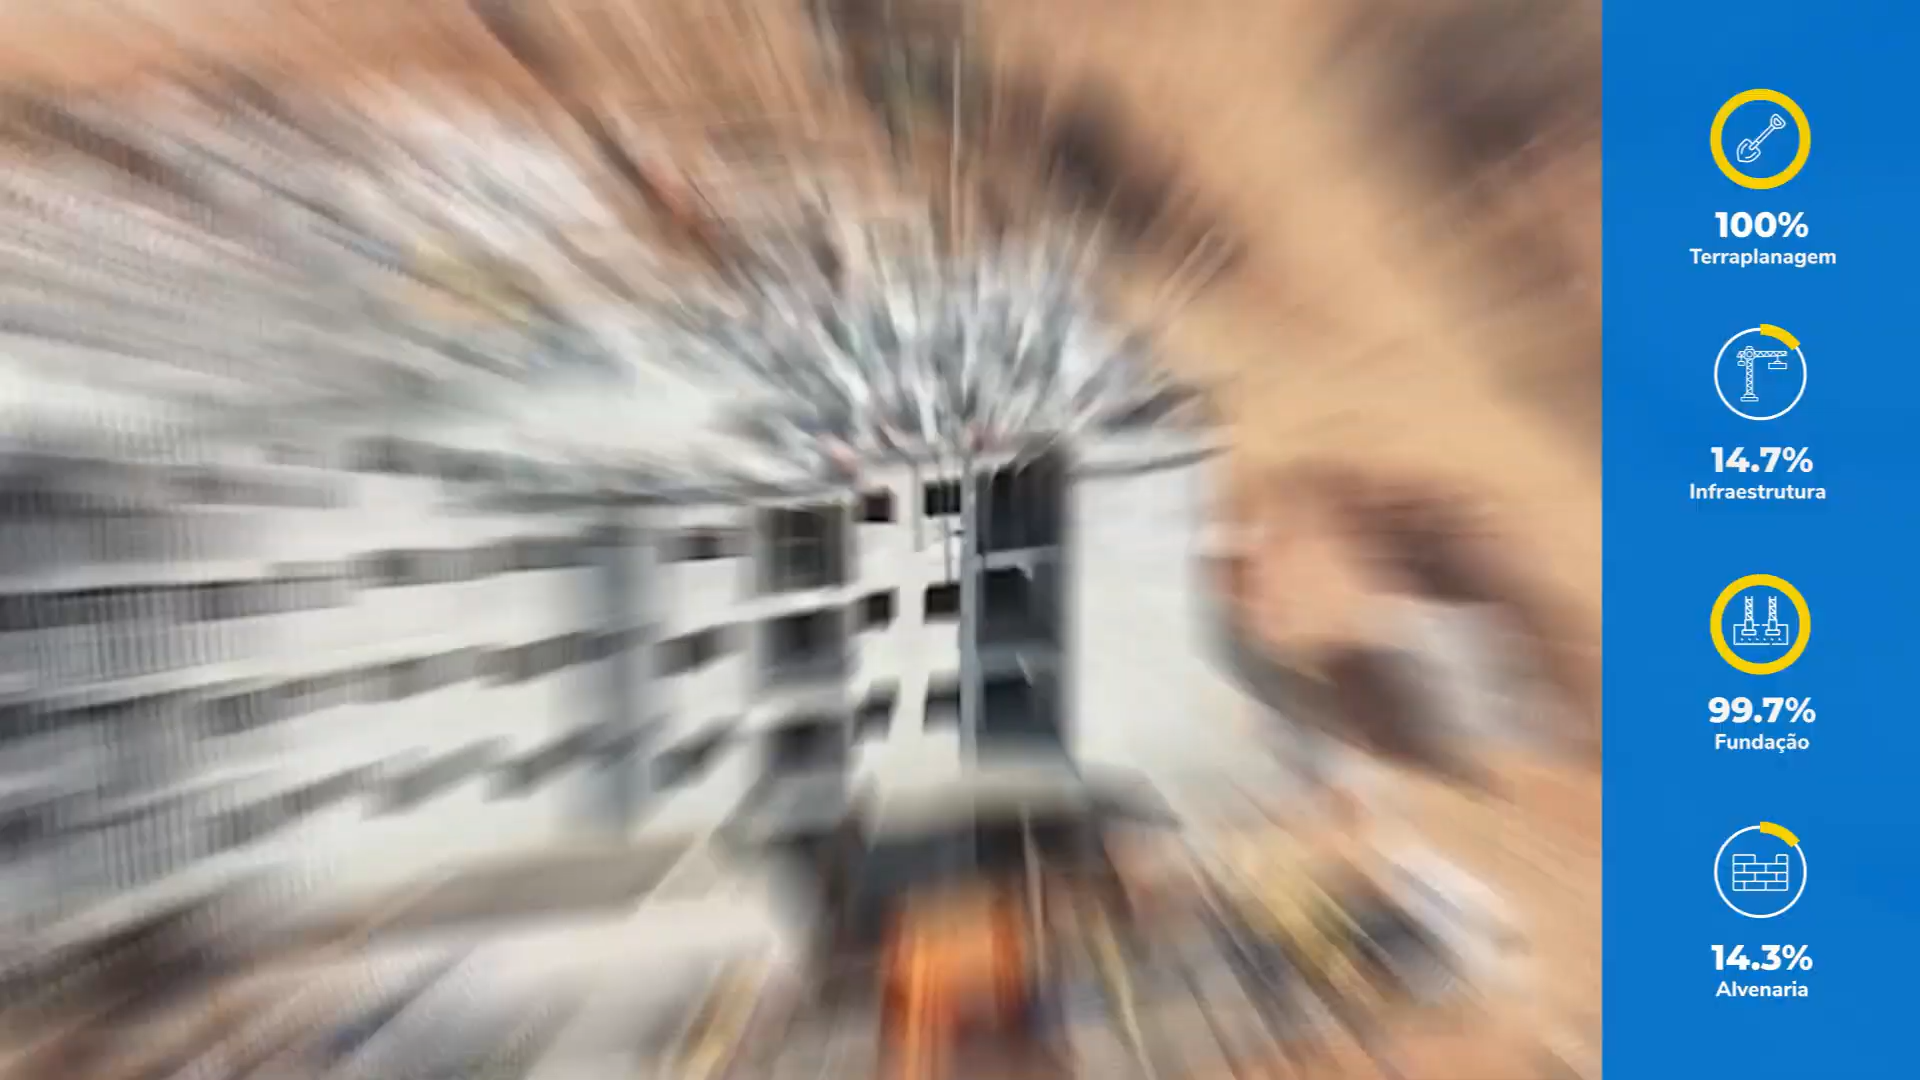 100%
Terraplanagem
14.7%
Infraestrutura
99.7%
Fundação
14.3%
Alvenaria